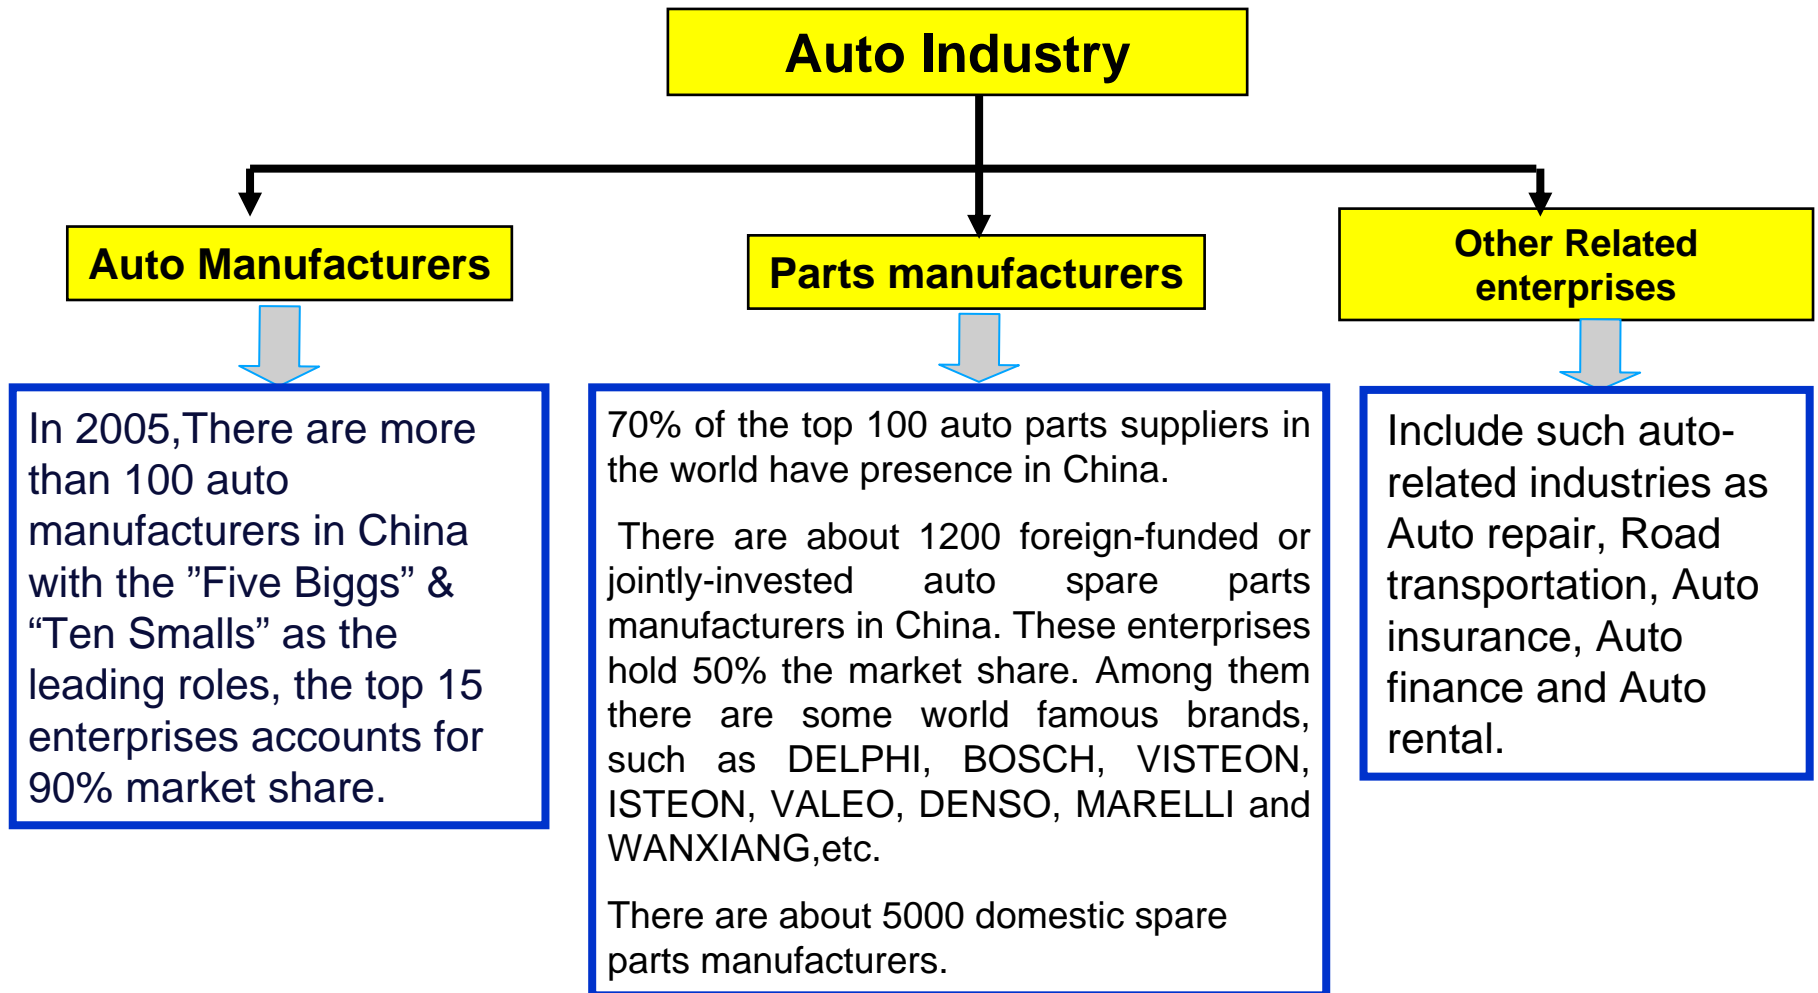 Auto Industry
Auto Manufacturers
Parts manufacturers
Other Related
enterprises
In 2005,There are more
than 100 auto
manufacturers in China
with the ”Five Biggs” &
“Ten Smalls” as the
leading roles, the top 15
enterprises accounts for
90% market share.
70% of the top 100 auto parts suppliers in
the world have presence in China.
There are about 1200 foreign-funded or
jointly-invested auto spare parts
manufacturers in China. These enterprises
hold 50% the market share. Among them
there are some world famous brands,
such as DELPHI, BOSCH, VISTEON,
ISTEON, VALEO, DENSO, MARELLI and
WANXIANG,etc.
There are about 5000 domestic spare
parts manufacturers.
Include such auto-
related industries as
Auto repair, Road
transportation, Auto
insurance, Auto
finance and Auto
rental.